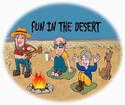 FUN IN THE DESERT